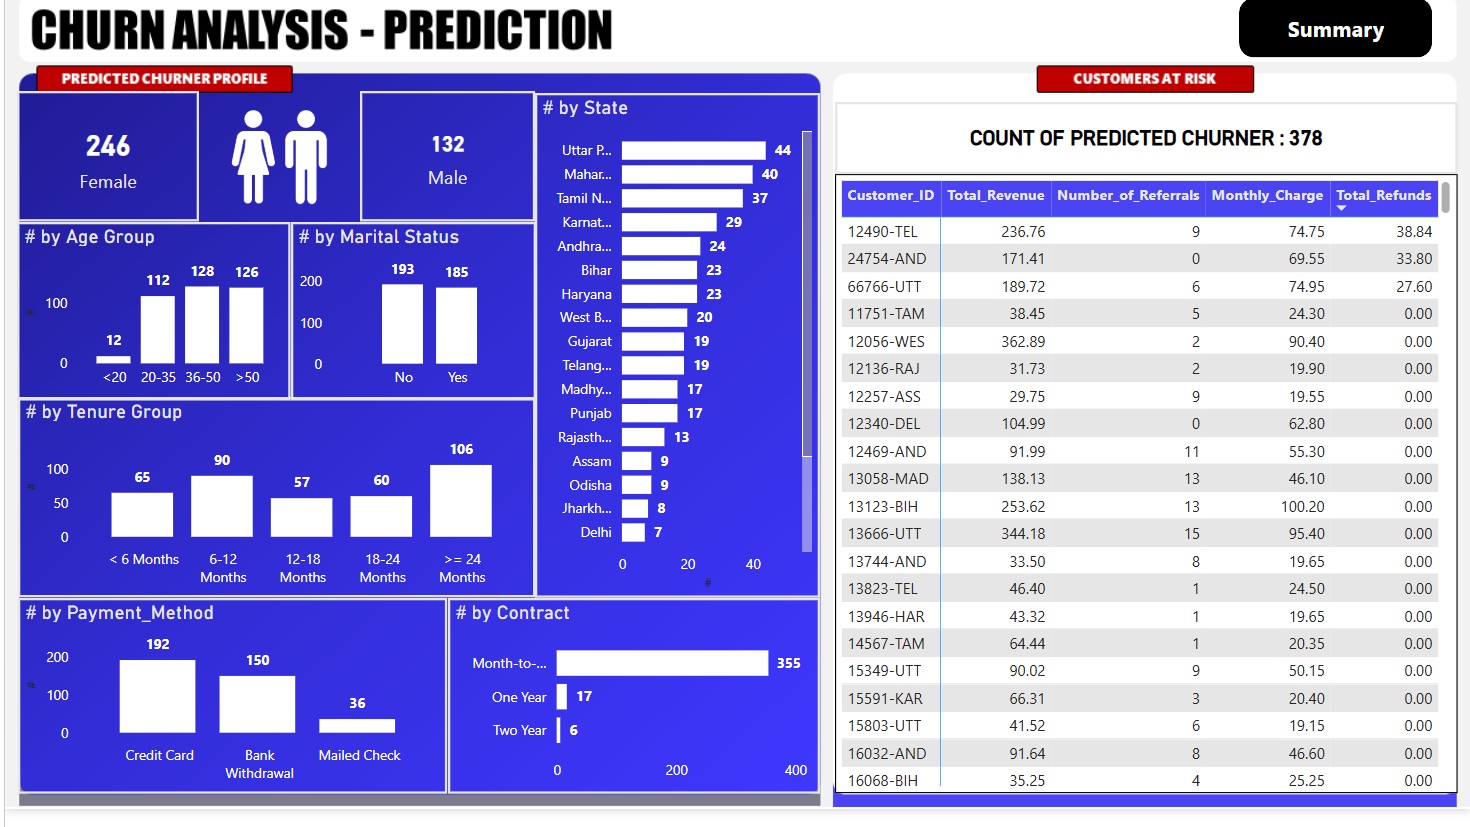 CHURN ANALYSIS - PREDICTION
Summary
PREDICTED CHURNER PROFILE
246
Female
132
Male
# by Age Group
100
0
12
112
128
126
<20
20-35
36-50
>50
# by Marital Status
200
100
0
193
185
No
Yes
# by Tenure Group
100
50
0
65
90
57
60
106
< 6 Months
6-12
Months
12-18
Months
18-24
Months
>= 24
Months
# by Payment_Method
200
100
0
192
150
36
Credit Card
Bank
Withdrawal
Mailed Check
# by State
Uttar P... 44
Mahar... 40
Tamil N... 37
Karnat... 29
Andhra... 24
Bihar 23
Haryana 23
West B... 20
Gujarat 19
Telang... 19
Madhy... 17
Punjab 17
Rajasth... 13
Assam 9
Odisha 9
Jharkh... 8
Delhi 7
0 20 40
#
# by Contract
Month-to-... 355
One Year 17
Two Year 6
0 200 400
CUSTOMERS AT RISK
COUNT OF PREDICTED CHURNER : 378
Customer_ID Total_Revenue Number_of_Referrals Monthly_Charge Total_Refunds
12490-TEL 236.76 9 74.75 38.84
24754-AND 171.41 0 69.55 33.80
66766-UTT 189.72 6 74.95 27.60
11751-TAM 38.45 5 24.30 0.00
12056-WES 362.89 2 90.40 0.00
12136-RAJ 31.73 2 19.90 0.00
12257-ASS 29.75 9 19.55 0.00
12340-DEL 104.99 0 62.80 0.00
12469-AND 91.99 11 55.30 0.00
13058-MAD 138.13 13 46.10 0.00
13123-BIH 253.62 13 100.20 0.00
13666-UTT 344.18 15 95.40 0.00
13744-AND 33.50 8 19.65 0.00
13823-TEL 46.40 1 24.50 0.00
13946-HAR 43.32 1 19.65 0.00
14567-TAM 64.44 1 20.35 0.00
15349-UTT 90.02 9 50.15 0.00
15591-KAR 66.31 3 20.40 0.00
15803-UTT 41.52 6 19.15 0.00
16032-AND 91.64 8 46.60 0.00
16068-BIH 35.25 4 25.25 0.00